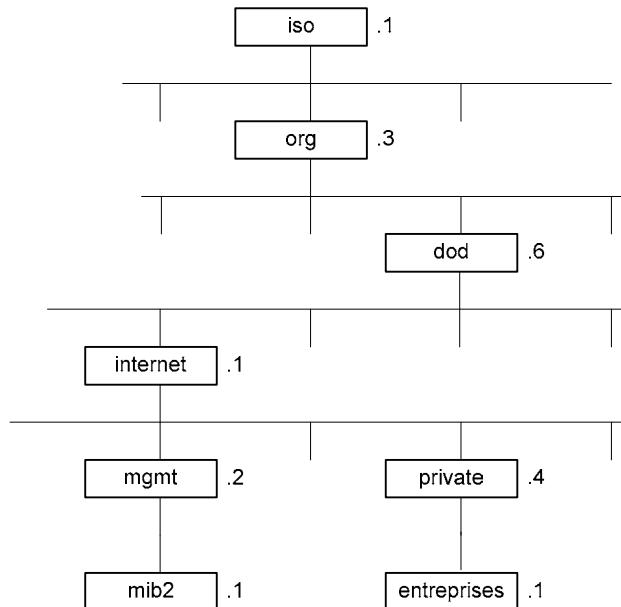 iso .1
org .3
dod .6
internet .1
mgmt .2 private .4
mib2 .1 entreprises .1